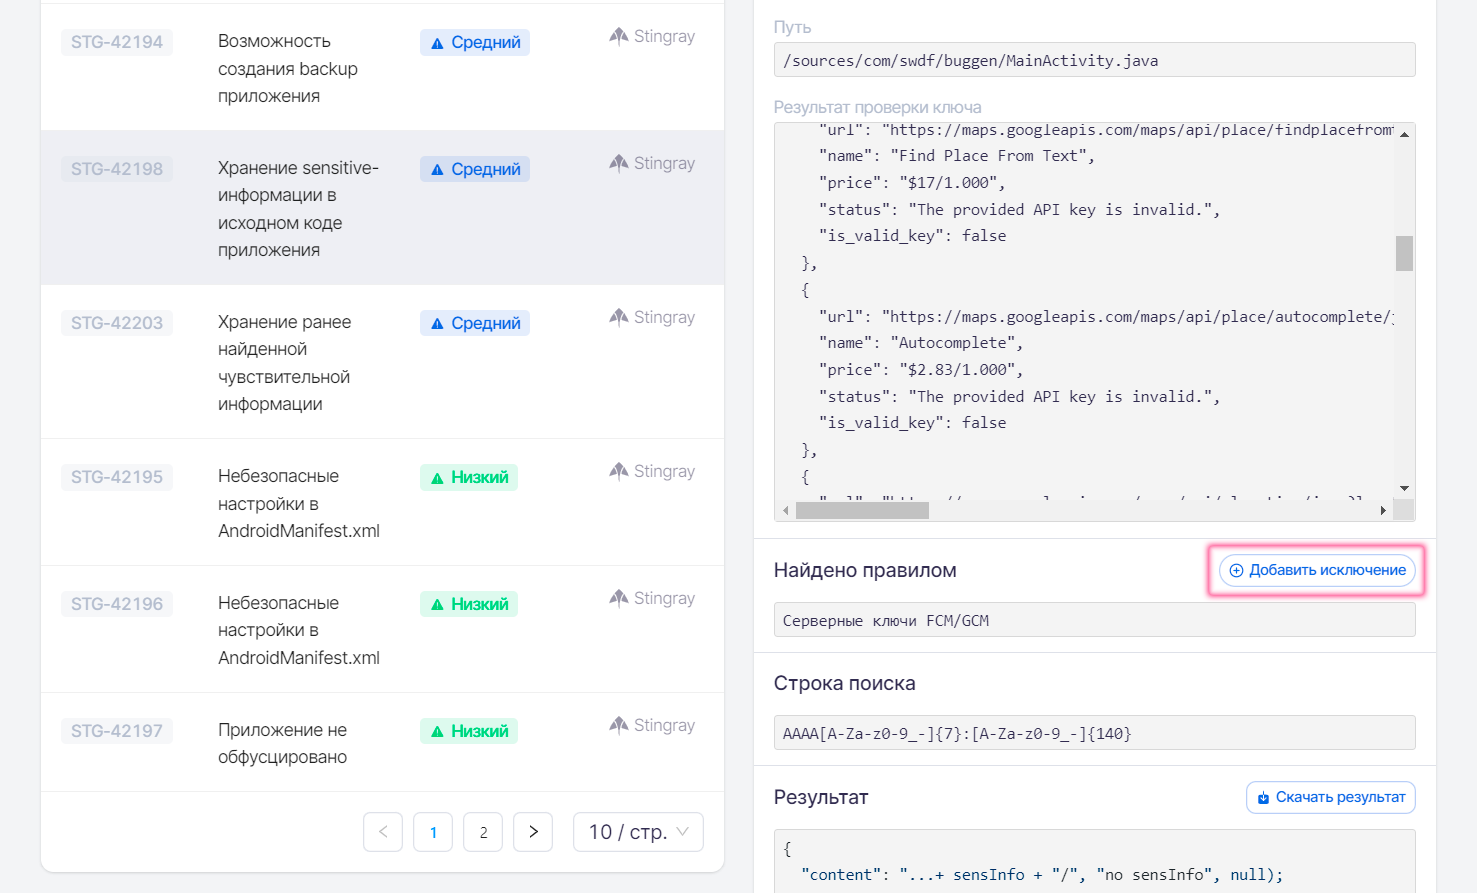 STG-42194
Возможность
создания backup
приложения
Средний
Stingray
STG-42198
Хранение sensitive-
информации в
исходном коде
приложения
Средний
Stingray
STG-42203
Хранение ранее
найденной
чувствительной
информации
Средний
Stingray
STG-42195
Небезопасные
настройки в
AndroidManifest.xml
Низкий
Stingray
STG-42196
Небезопасные
настройки в
AndroidManifest.xml
Низкий
Stingray
STG-42197
Приложение не
обфусцировано
Низкий
Stingray
1
2
10 / стр.
Путь
/sources/com/swdf/buggen/MainActivity.java
Результат проверки ключа
"url": "https://maps.googleapis.com/maps/api/place/findplacefrom
"name": "Find Place From Text",
"price": "$17/1.000",
"status": "The provided API key is invalid.",
"is_valid_key": false
},
{
"url": "https://maps.googleapis.com/maps/api/place/autocomplete/
"name": "Autocomplete",
"price": "$2.83/1.000",
"status": "The provided API key is invalid.",
"is_valid_key": false
},
{
Найдено правилом
Добавить исключение
Серверные ключи FCM/GCM
Строка поиска
AAAA[A-Za-z0-9_-]{7}:[A-Za-z0-9_-]{140}
Результат
Скачать результат
{
"content": "...+ sensInfo + "/", "no sensInfo", null);